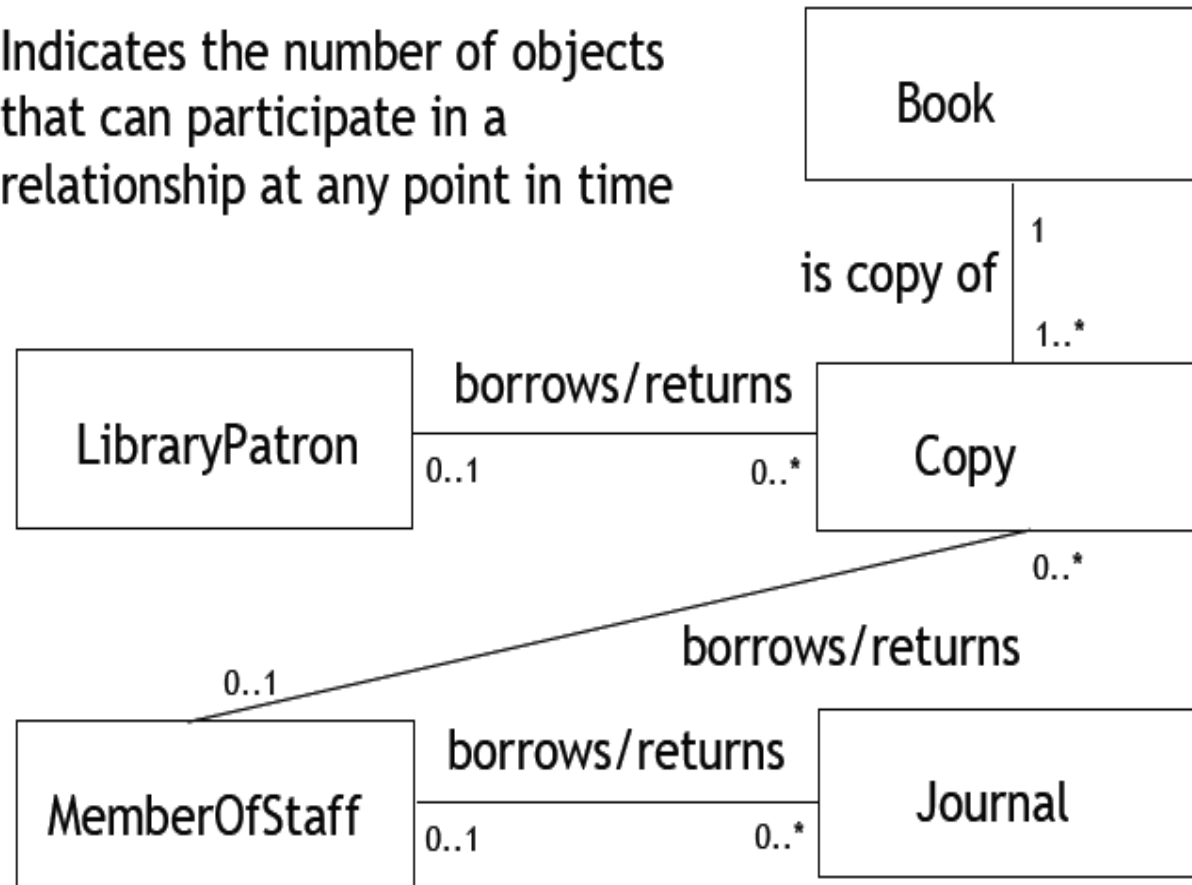 Indicates the number of objects
that can participate in a
relationship at any point in time
Book
1
is copy of
1..*
borrows/returns
LibraryPatron
Copy
0..1
0..*
0..*
borrows/returns
0..1
borrows/returns
MemberOfStaff
Journal
0..1
0..*